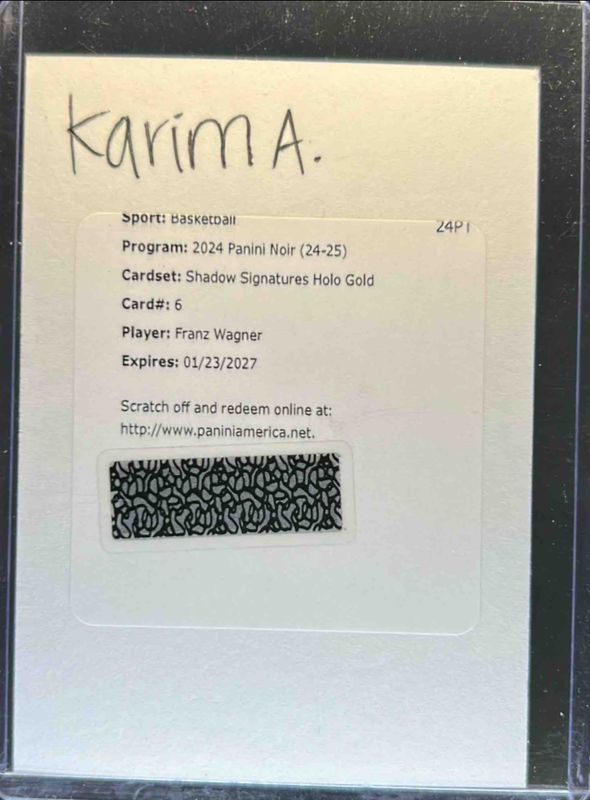 Karim A.
Sport: Basketball
24PT
Program: 2024 Panini Noir (24-25)
Cardset: Shadow Signatures Holo Gold
Card#: 6
Player: Franz Wagner
Expires: 01/23/2027
Scratch off and redeem online at:
http://www.paniniamerica.net.